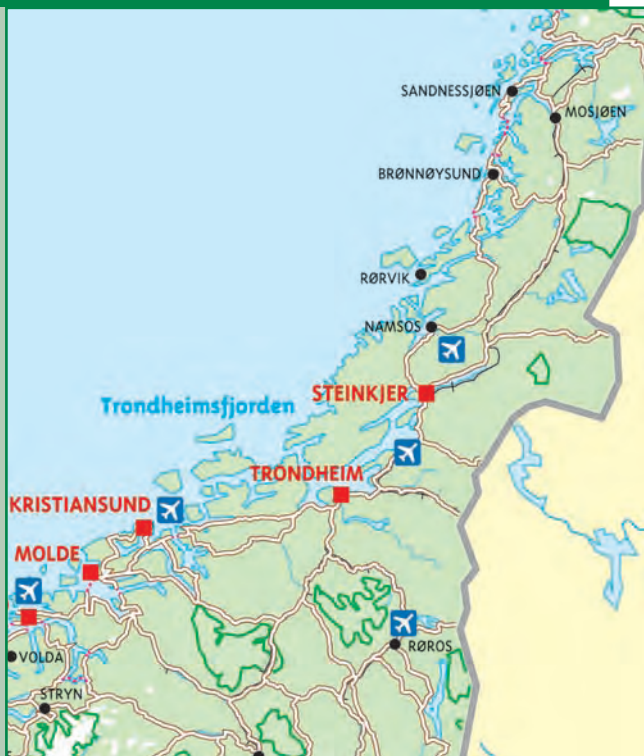 SANDNESSJØEN
MOSJØEN
BRØNNØYSUND
RØRVIK
NAMSOS
STEINKJER
Trondheimsfjorden
TRONDHEIM
KRISTIANSUND
MOLDE
RØROS
VOLDA
STRYN